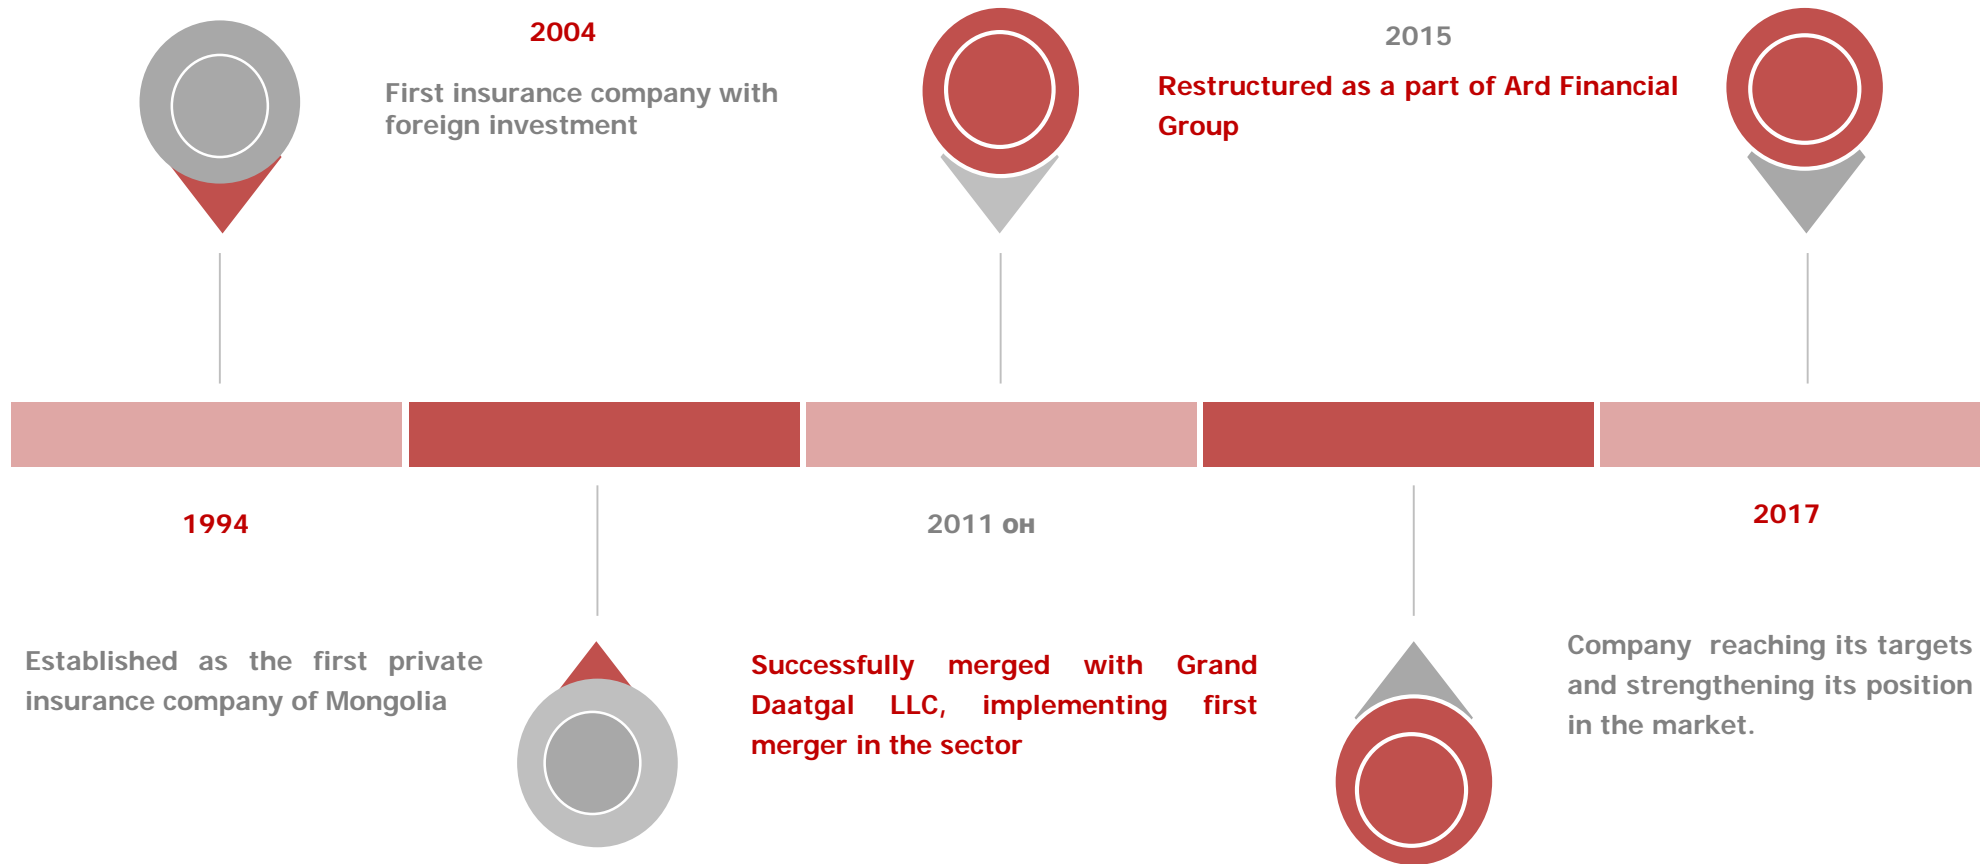 2004
First insurance company with
foreign investment
2015
Restructured as a part of Ard Financial
Group
1994
Established as the first private
insurance company of Mongolia
2011 он
Successfully merged with Grand
Daatgal LLC, implementing first
merger in the sector
2017
Company reaching its targets
and strengthening its position
in the market.